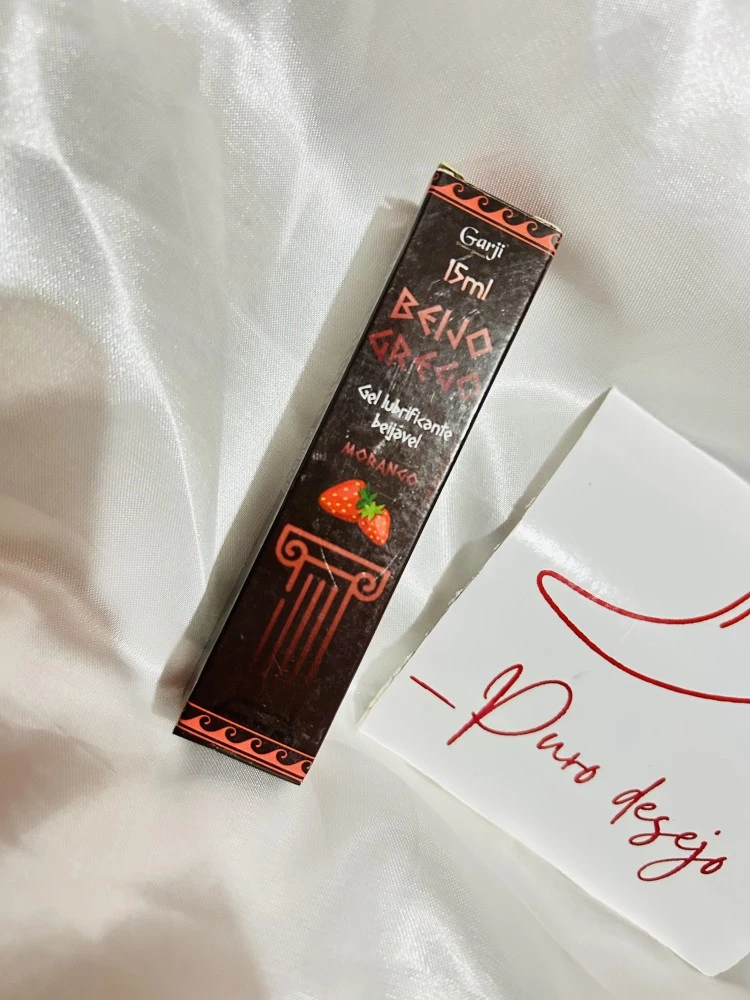 Garji
15ml
BEIJO
GREGO
Gel lubrificante
beijável
MORANGO
Puro desejo